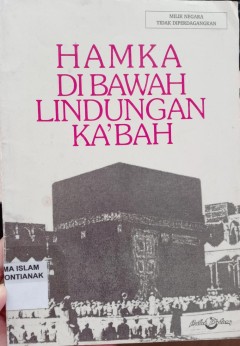 MILIK NEGARA
TIDAK DIPERDAGANGKAN
HAMKA
DI BAWAH
LINDUNGAN
KA'BAH
MA ISLAM
ONTIANAK